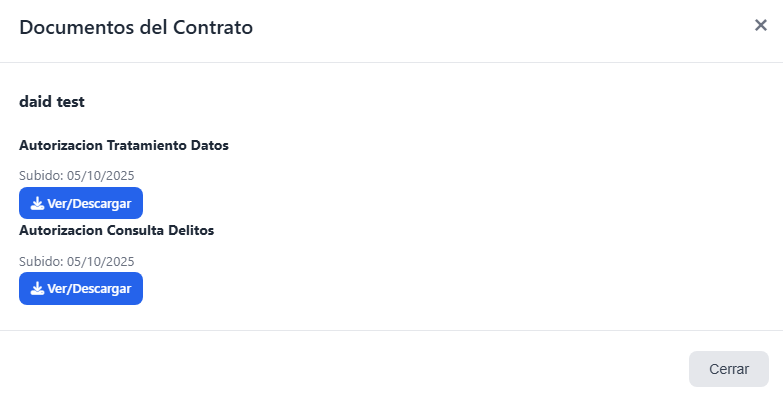 Documentos del Contrato
daid test
Autorizacion Tratamiento Datos
Subido: 05/10/2025
Ver/Descargar
Autorizacion Consulta Delitos
Subido: 05/10/2025
Ver/Descargar
Cerrar